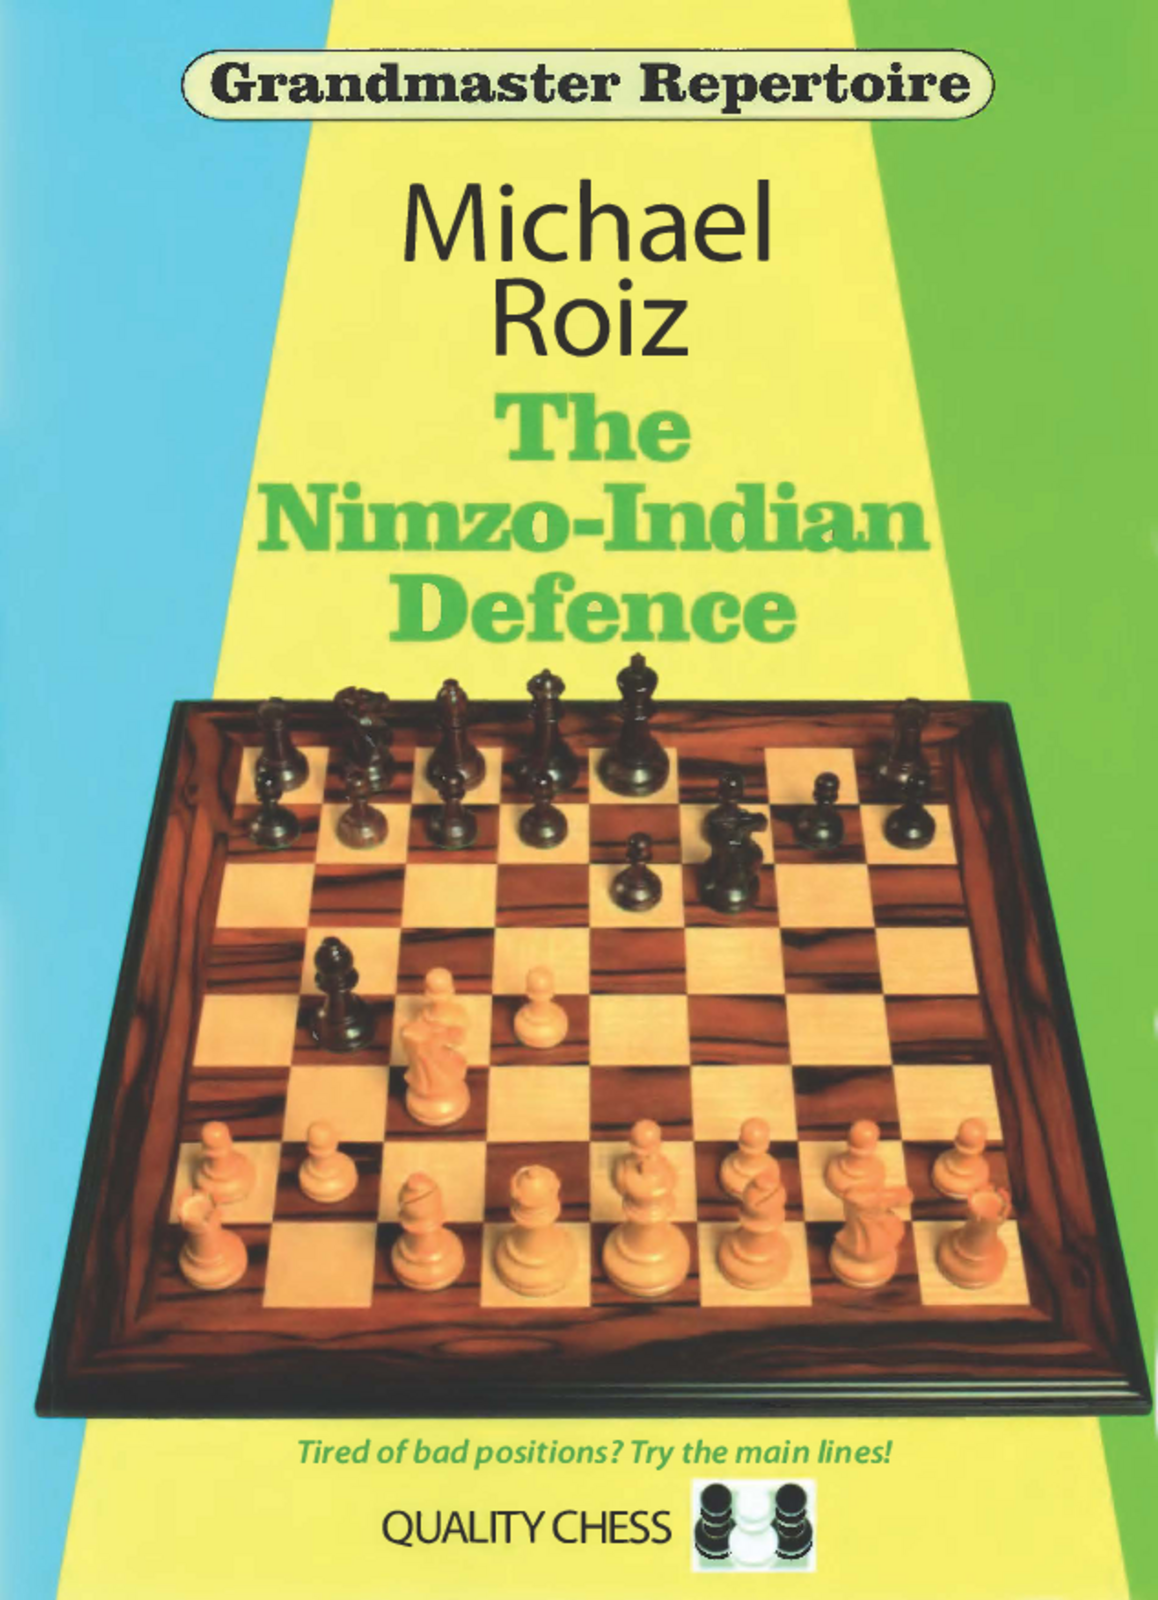 Grandmaster Repertoire
Michael
Roiz
The
Nimzo-Indian
Defence
Tired of bad positions? Try the main lines!
QUALITY CHESS